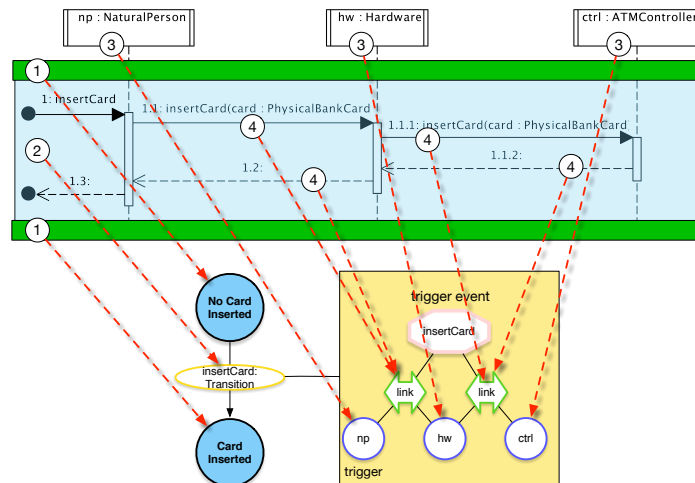 np : NaturalPerson
hw : Hardware
ctrl : ATMController
3
3
3
1
1: insertCard
1.1: insertCard(card : PhysicalBankCard
1.1.1: insertCard(card : PhysicalBankCard
4
4
2
1.2:
1.1.2:
4
4
1.3:
1
No Card
Inserted
trigger event
insertCard
insertCard:
Transition
link
link
Card
Inserted
np
hw
ctrl
trigger